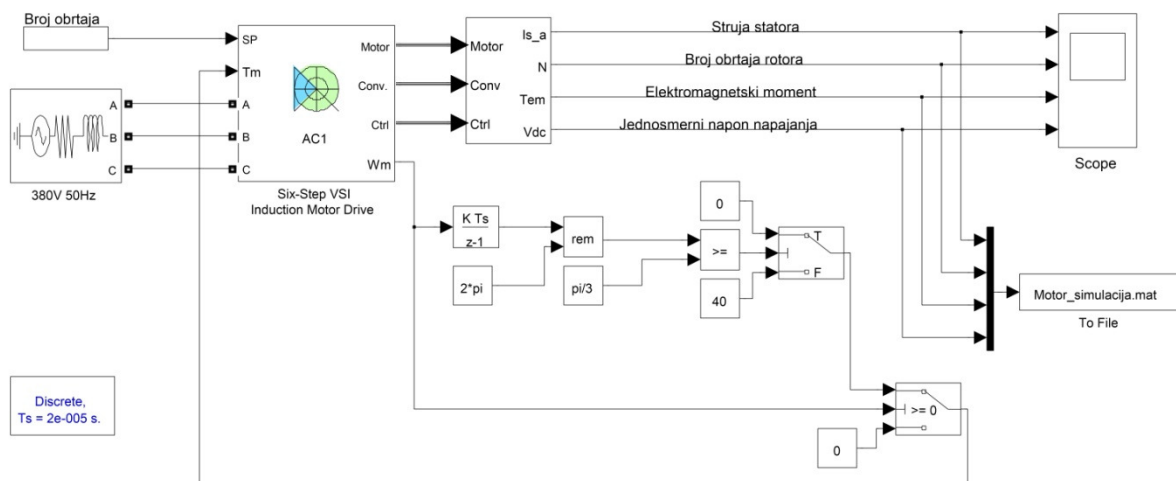 Broj obrtaja
SP
Tm
A
B
C
A
B
C
380V 50Hz
Motor
Conv.
Ctrl
Wm
AC1
Six-Step VSI
Induction Motor Drive
Motor
Conv
Ctrl
Is_a
N
Tem
Vdc
Struja statora
Broj obrtaja rotora
Elektromagnetski moment
Jednosmerni napon napajanja
Scope
K Ts
z-1
2*pi
rem
pi/3
0
>=
40
T
F
Motor_simulacija.mat
To File
Discrete,
Ts = 2e-005 s.
>= 0
0